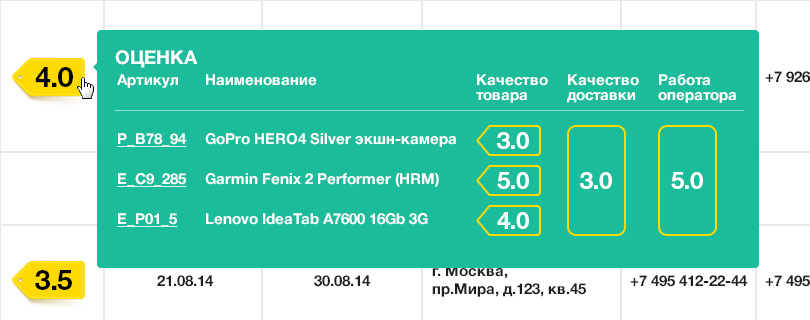 4.0
ОЦЕНКА
Артикул Наименование Качество товара Качество доставки Работа оператора
+7 926
P_B78_94 GoPro HERO4 Silver экшн-камера 3.0
E_C9_285 Garmin Fenix 2 Performer (HRM) 5.0 3.0 5.0
E_P01_5 Lenovo IdeaTab A7600 16Gb 3G 4.0
3.5 21.08.14 30.08.14 г. Москва,
пр.Мира, д.123, кв.45 +7 495 412-22-44 +7 495